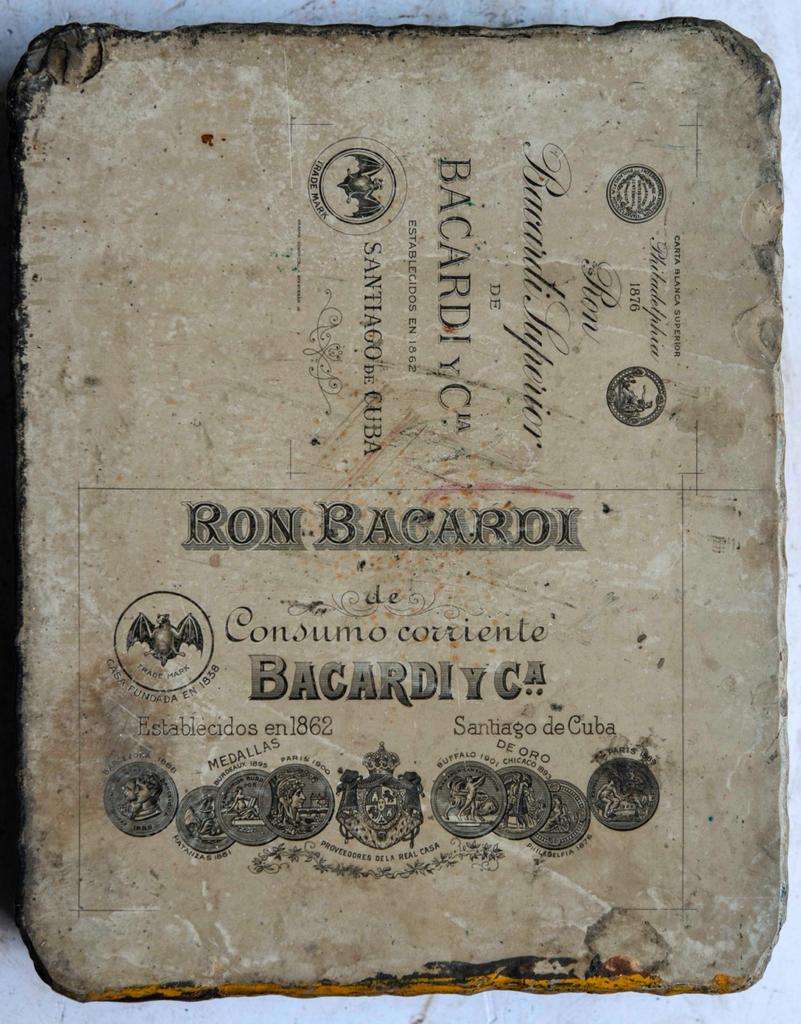 CARTA BLANCA SUPERIOR
Philadelphia
1876
Ron
Bacardi Superior
DE
BACARDI Y CIA
ESTABLECIDOS EN 1862
SANTIAGO DE CUBA
TRADE MARK
RON BACARDI
de
Consumo corriente
BACARDI Y CA.
TRADE MARK
CASA FUNDADA EN 1838
Establecidos en 1862
Santiago de Cuba
MEDALLAS
DE ORO
1888
MATANZAS 1881
BURDEAUX 1895
PARIS 1900
PROVEEDORES DE LA REAL CASA
BUFFALO 1901
CHICAGO 1893
PHILADELFIA 1876
PARIS